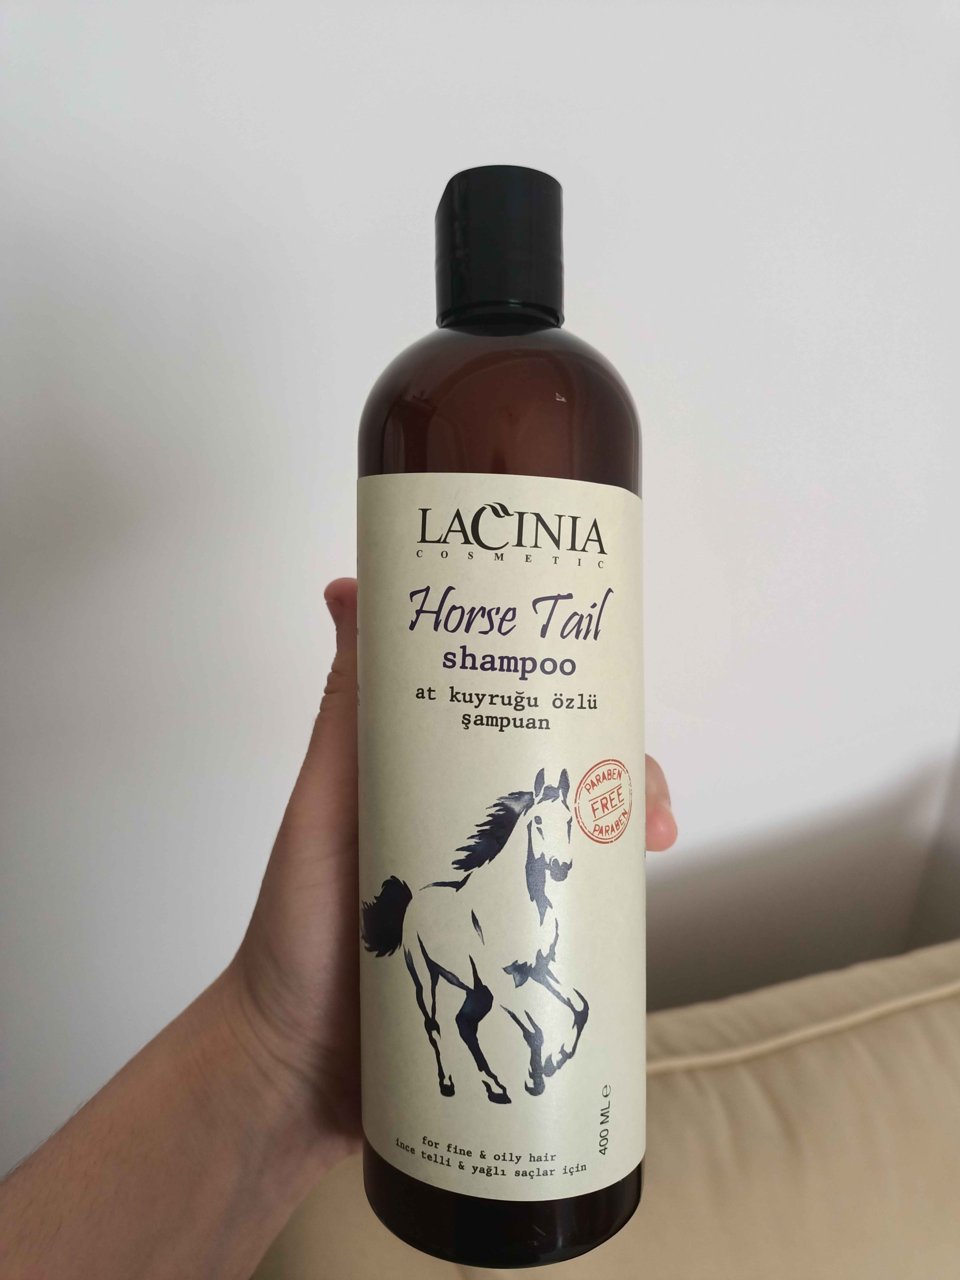 LACINIA
COSMETIC
Horse Tail
shampoo
at kuyruğu özlü
şampuan
PARABEN
FREE
PARABEN
400 ML ℮
for fine & oily hair
ince telli & yağlı saçlar için